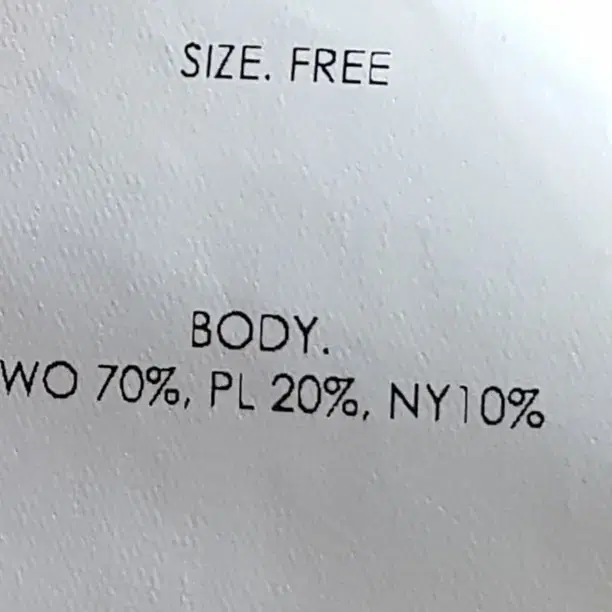 SIZE. FREE
BODY.
WO 70%, PL 20%, NY10%